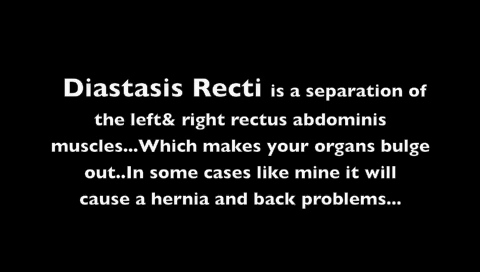 Diastasis Recti is a separation of
the left& right rectus abdominis
muscles...Which makes your organs bulge
out..In some cases like mine it will
cause a hernia and back problems...